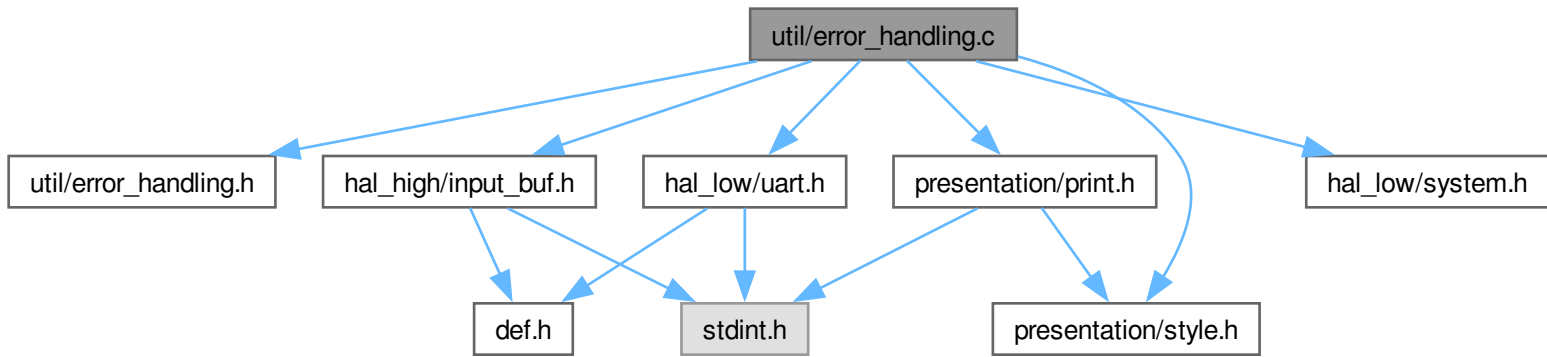 util/error_handling.c
util/error_handling.h
hal_high/input_buf.h
hal_low/uart.h
presentation/print.h
hal_low/system.h
def.h
stdint.h
presentation/style.h